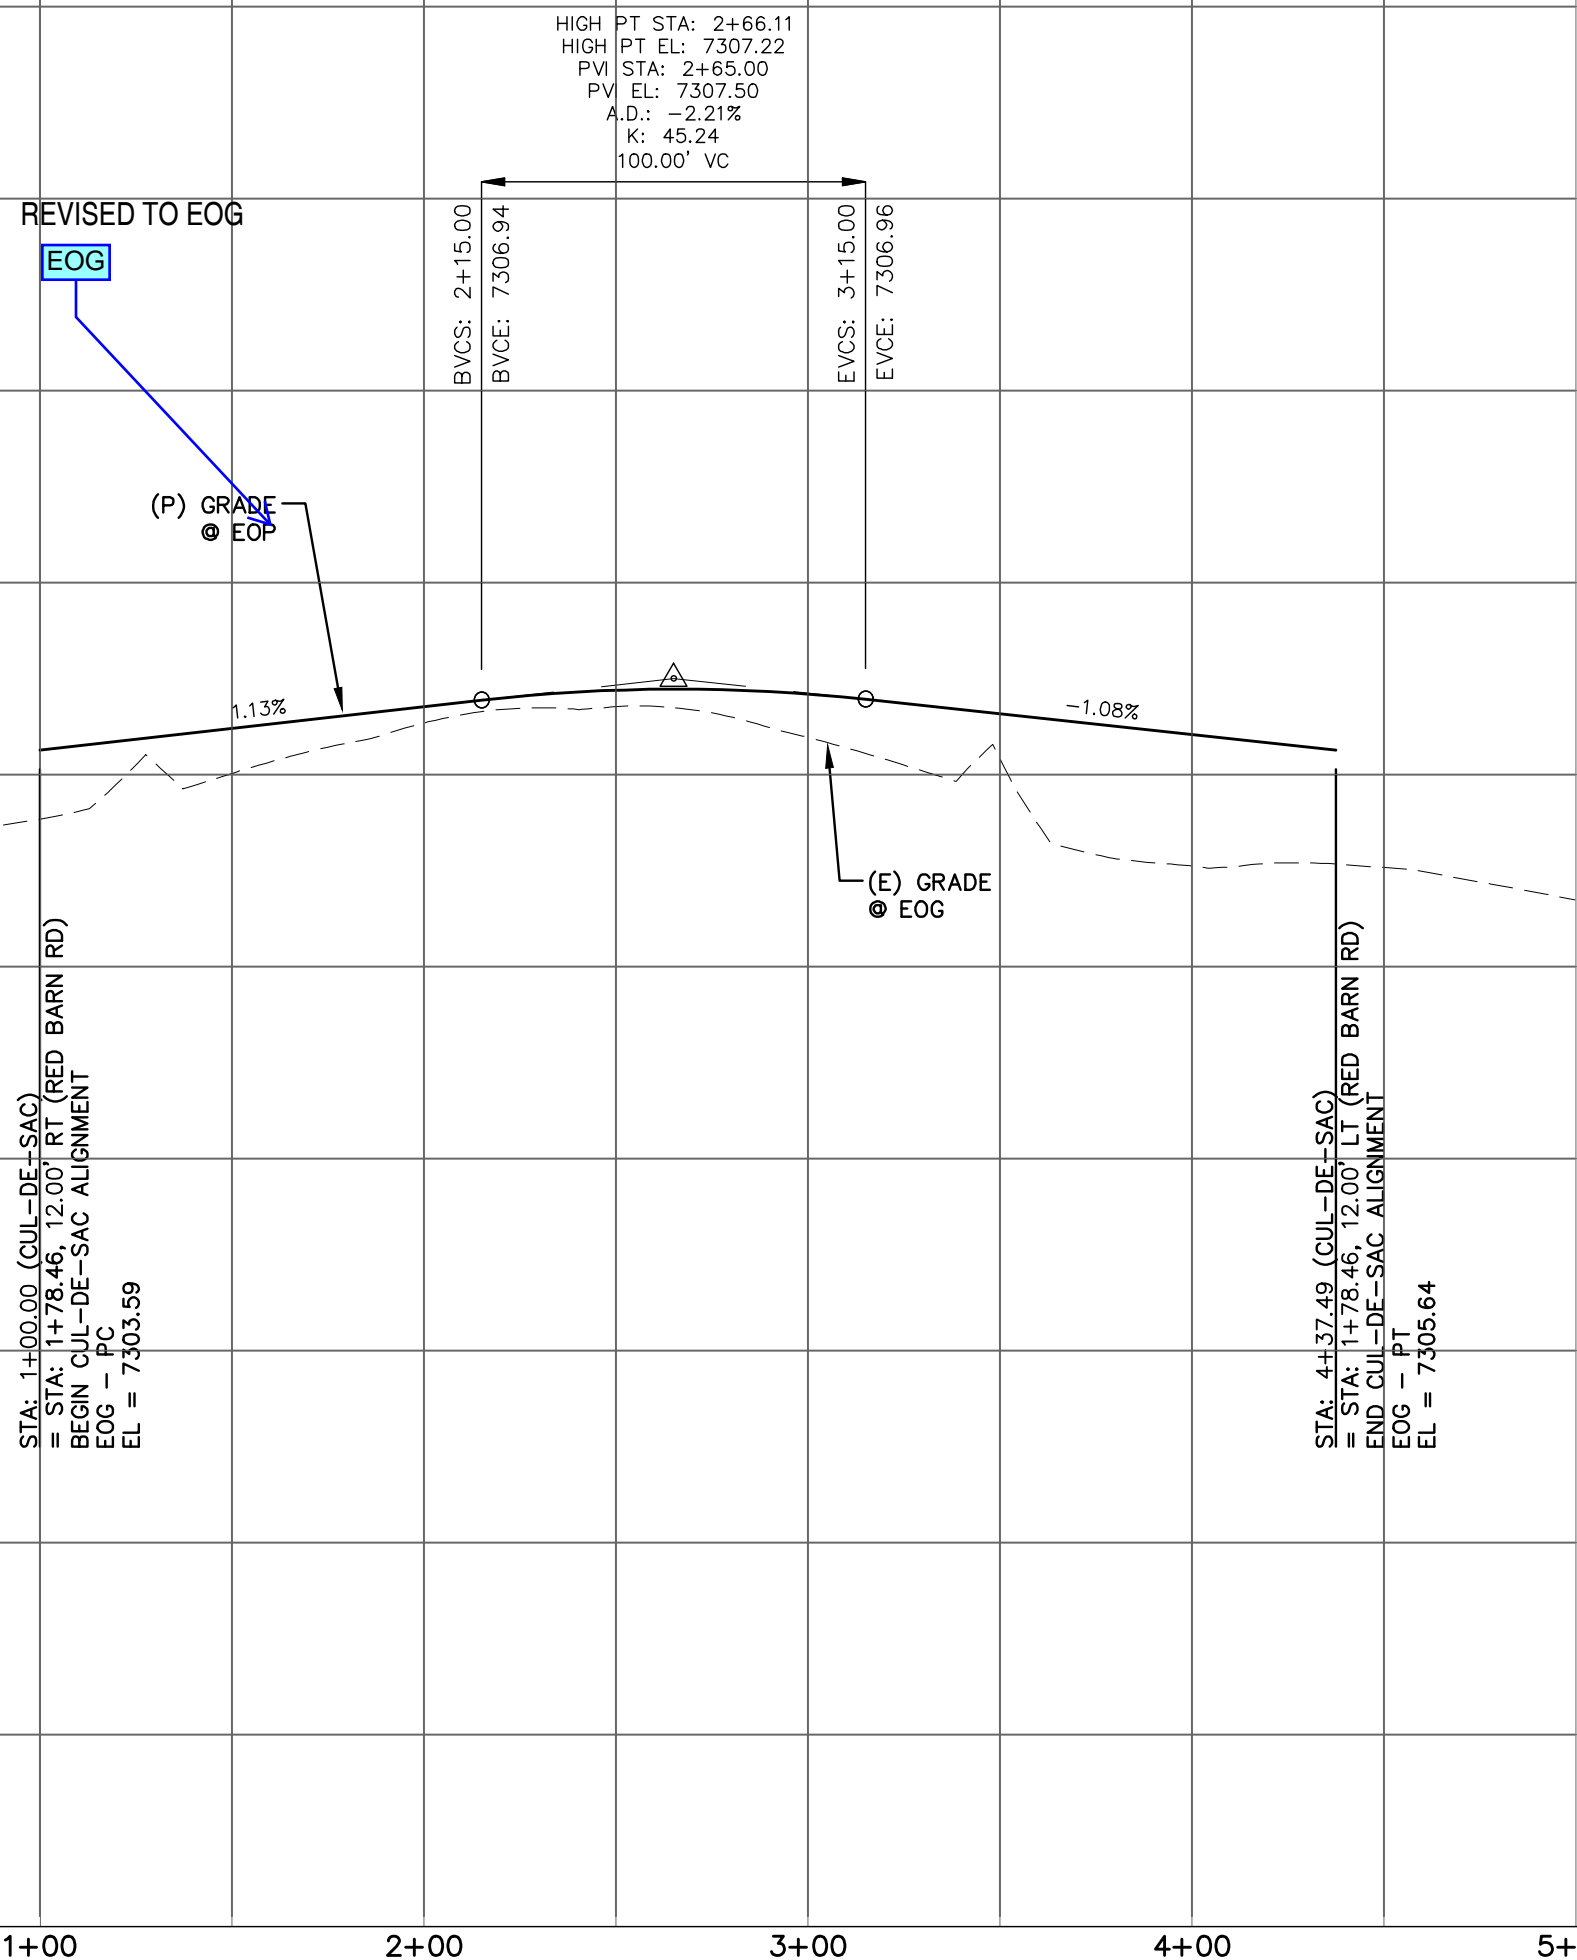 HIGH PT STA: 2+66.11
HIGH PT EL: 7307.22
PVI STA: 2+65.00
PVI EL: 7307.50
A.D.: -2.21%
K: 45.24
100.00' VC
REVISED TO EOG
EOG
BVCS: 2+15.00
BVCE: 7306.94
EVCS: 3+15.00
EVCE: 7306.96
(P) GRADE
@ EOP
1.13%
-1.08%
(E) GRADE
@ EOG
STA: 1+00.00 (CUL-DE-SAC)
= STA: 1+78.46, 12.00' RT (RED BARN RD)
BEGIN CUL-DE-SAC ALIGNMENT
EOG - PC
EL = 7303.59
STA: 4+37.49 (CUL-DE-SAC)
= STA: 1+78.46, 12.00' LT (RED BARN RD)
END CUL-DE-SAC ALIGNMENT
EOG - PT
EL = 7305.64
1+00 2+00 3+00 4+00 5+